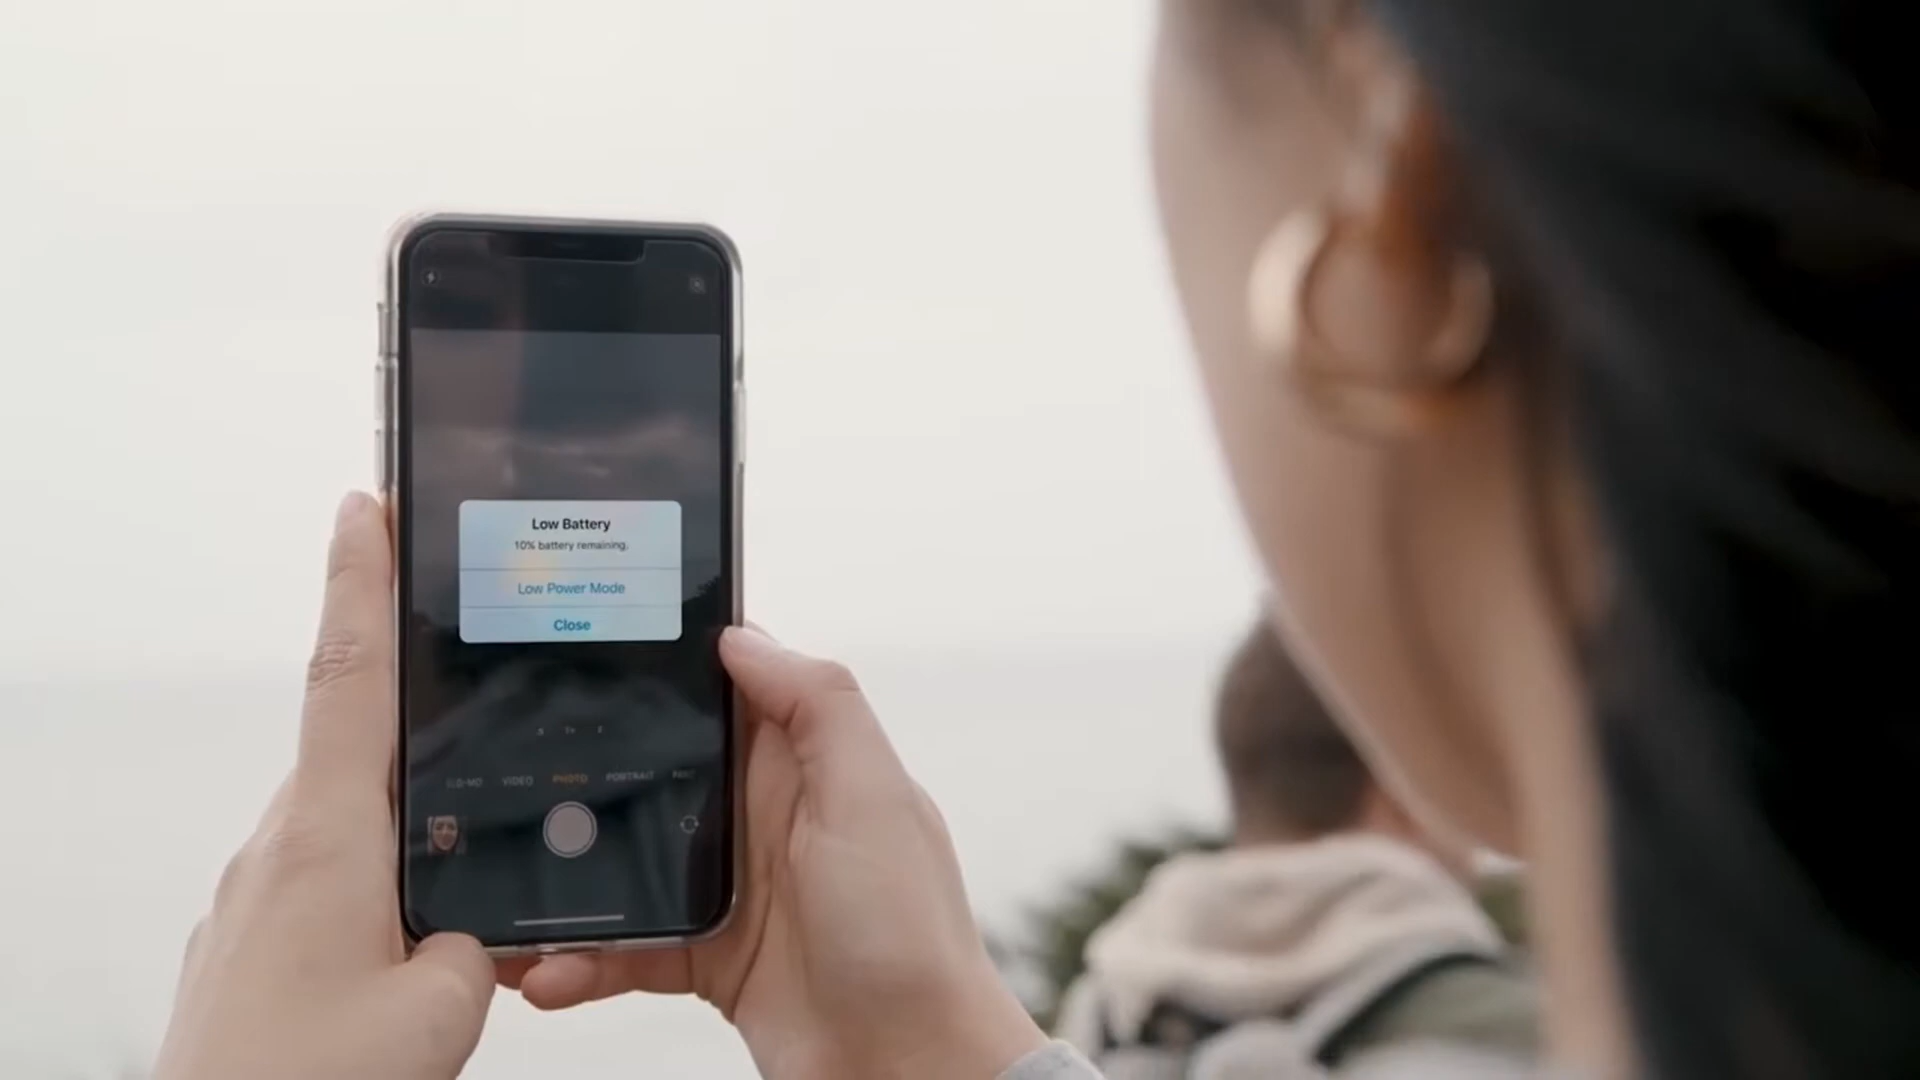 Low Battery
10% battery remaining.
Low Power Mode
Close
VIDEO PHOTO PORTRAIT